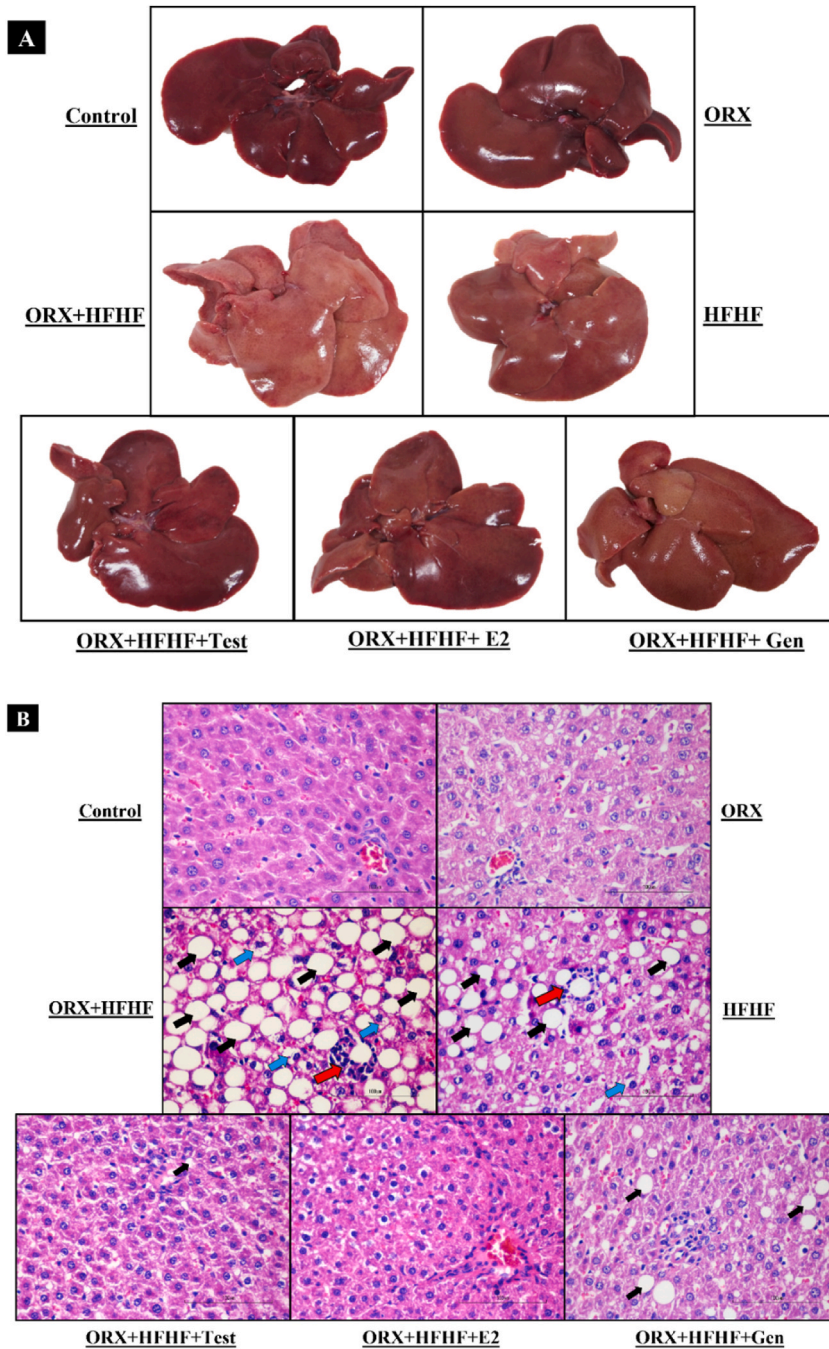 A
Control
ORX
ORX+HFHF
HFHF
ORX+HFHF+Test
ORX+HFHF+ E2
ORX+HFHF+ Gen
B
Control
ORX
ORX+HFHF
HFHF
ORX+HFHF+Test
ORX+HFHF+E2
ORX+HFHF+Gen